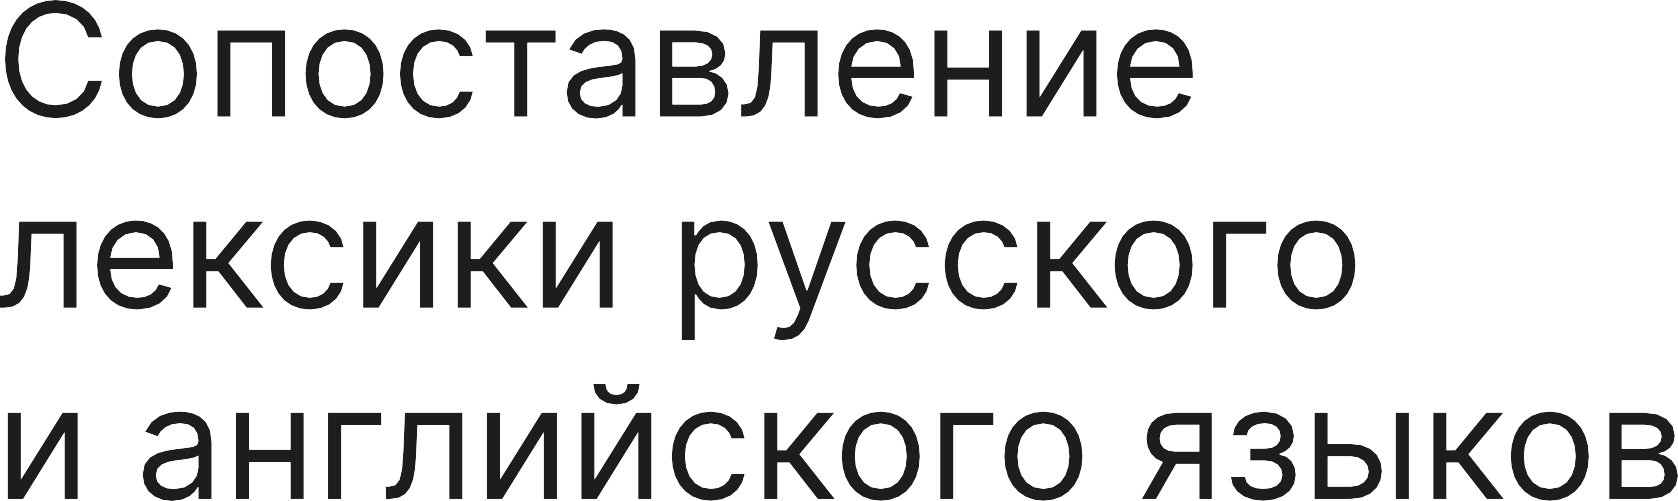 Сопоставление
лексики русского
и английского языков